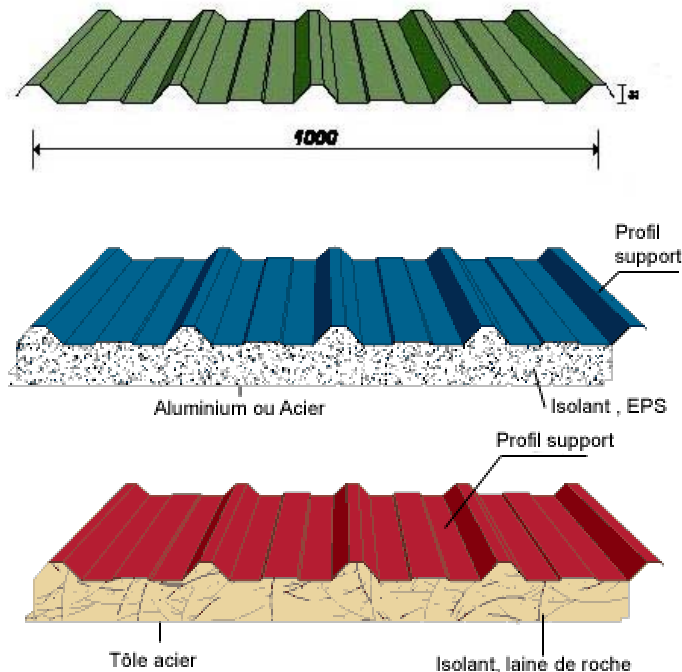 1000
Profil
support
Aluminium ou Acier
Isolant , EPS
Profil support
Tôle acier
Isolant, laine de roche